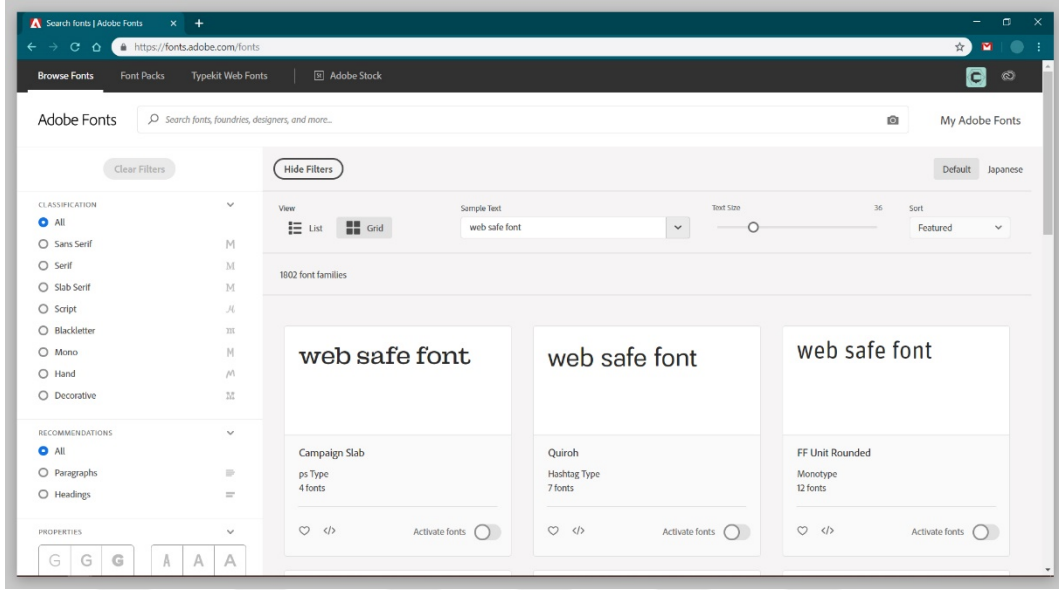 Search fonts | Adobe Fonts
https://fonts.adobe.com/fonts
Browse Fonts Font Packs Typekit Web Fonts Adobe Stock
Adobe Fonts Search fonts, foundries, designers, and more... My Adobe Fonts
Clear Filters Hide Filters Default Japanese
CLASSIFICATION
All
Sans Serif M
Serif M
Slab Serif M
Script M
Blackletter m
Mono M
Hand M
Decorative M
RECOMMENDATIONS
All
Paragraphs
Headings
PROPERTIES
G G G A A A
View Sample Text Text Size 36 Sort
List Grid web safe font Featured
1802 font families
web safe font
Campaign Slab
ps Type
4 fonts
Activate fonts
web safe font
Quiroh
Hashtag Type
7 fonts
Activate fonts
web safe font
FF Unit Rounded
Monotype
12 fonts
Activate fonts